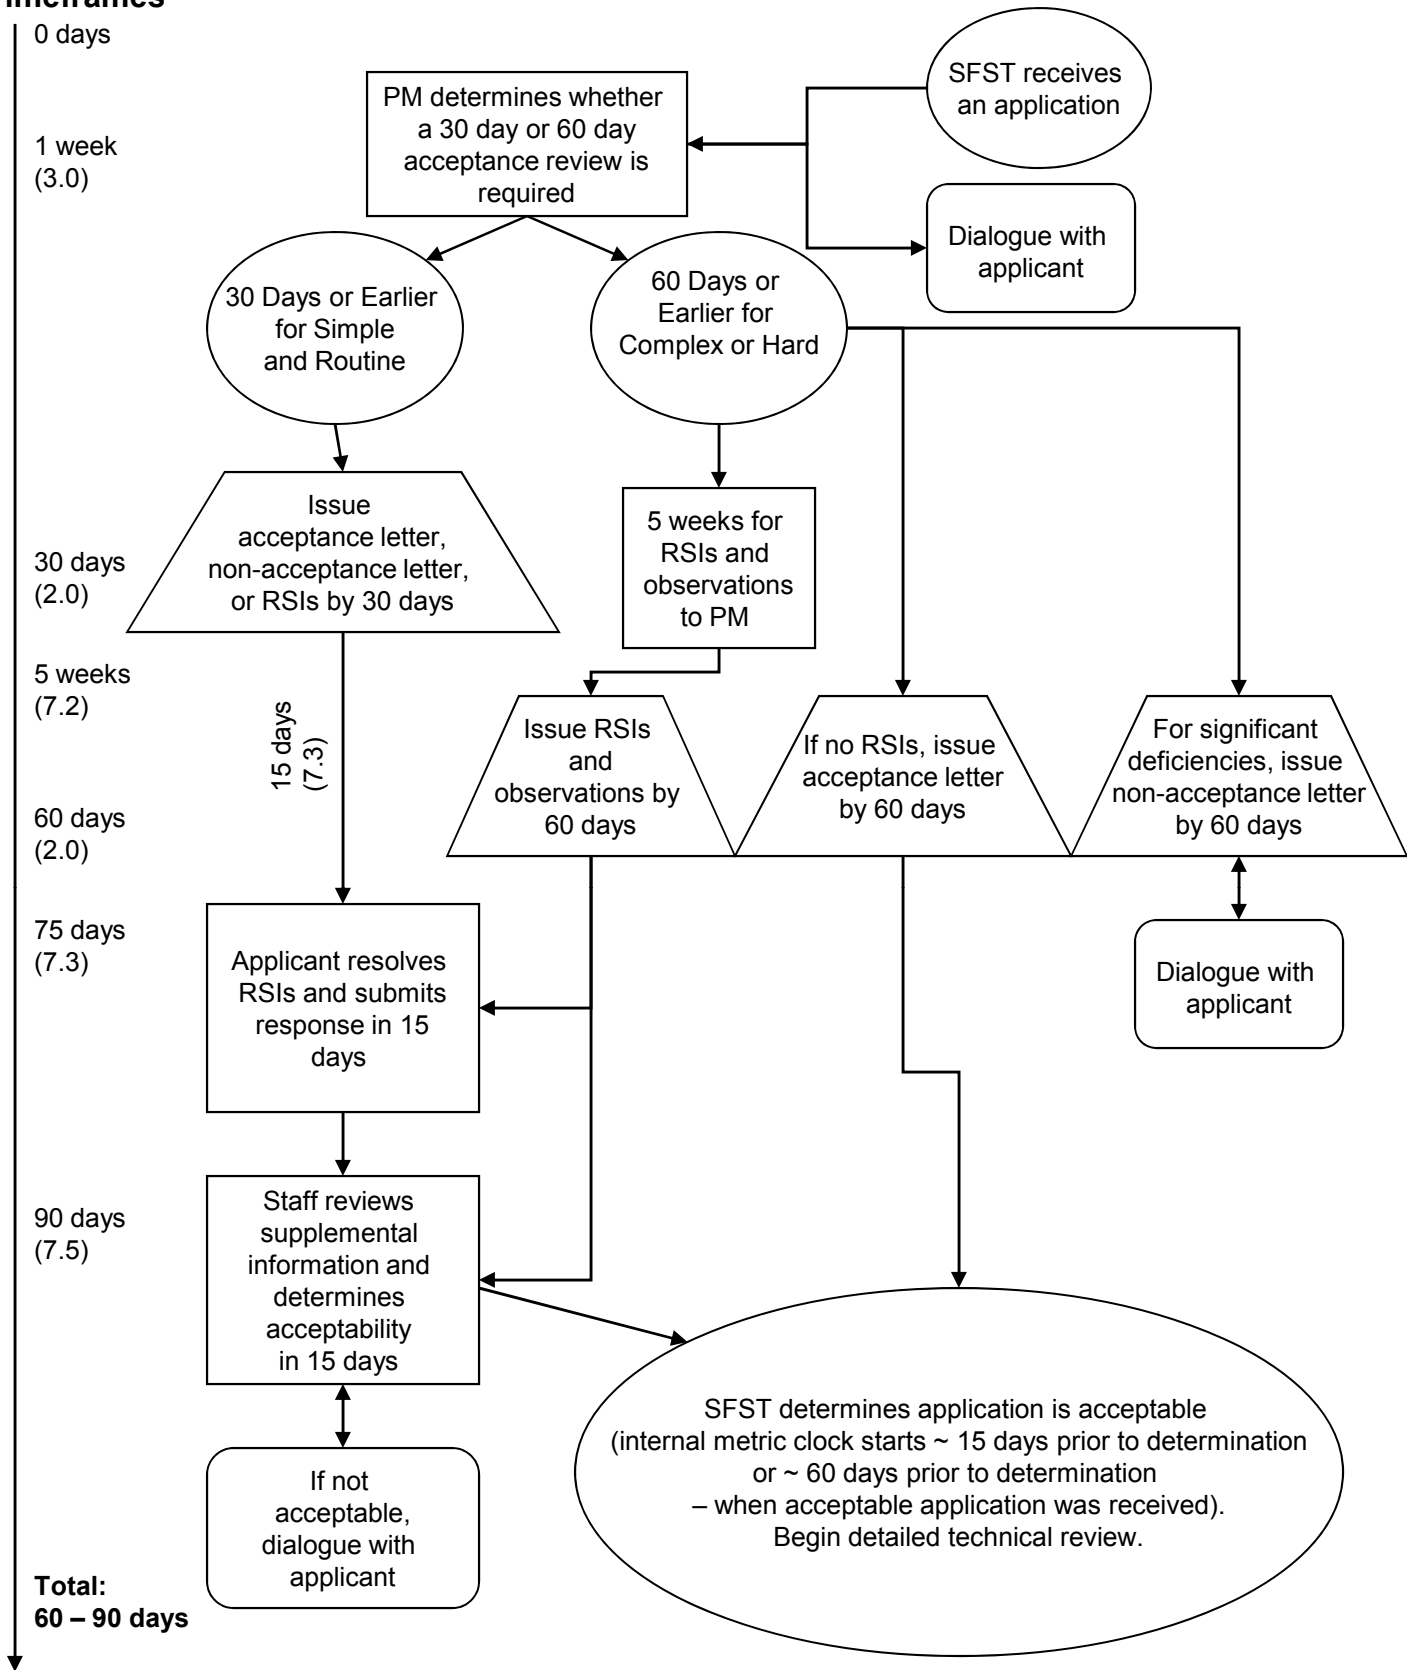 imeframes
0 days
SFST receives
an application
PM determines whether
a 30 day or 60 day
acceptance review is
required
1 week
(3.0)
Dialogue with
applicant
30 Days or Earlier
for Simple
and Routine
60 Days or
Earlier for
Complex or Hard
Issue
acceptance letter,
non-acceptance letter,
or RSIs by 30 days
5 weeks for
RSIs and
observations
to PM
30 days
(2.0)
5 weeks
(7.2)
15 days
(7.3)
Issue RSIs
and
observations by
60 days
If no RSIs, issue
acceptance letter
by 60 days
For significant
deficiencies, issue
non-acceptance letter
by 60 days
60 days
(2.0)
75 days
(7.3)
Applicant resolves
RSIs and submits
response in 15
days
Dialogue with
applicant
90 days
(7.5)
Staff reviews
supplemental
information and
determines
acceptability
in 15 days
SFST determines application is acceptable
(internal metric clock starts ~ 15 days prior to determination
or ~ 60 days prior to determination
– when acceptable application was received).
Begin detailed technical review.
If not
acceptable,
dialogue with
applicant
Total:
60 – 90 days